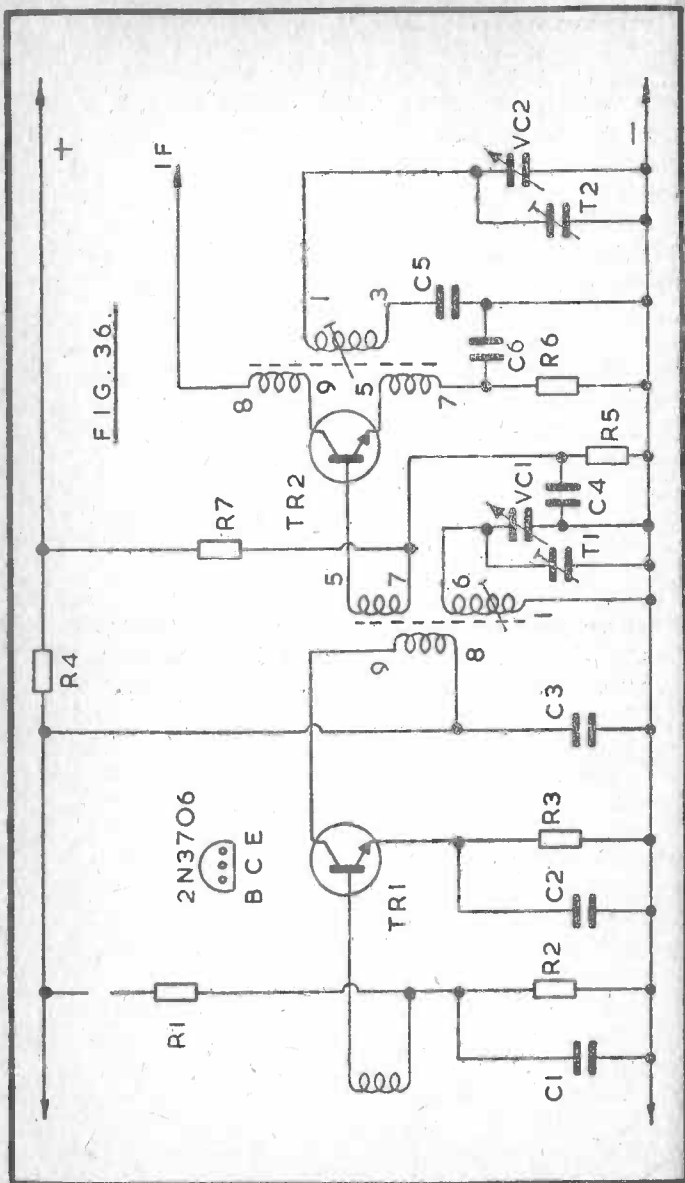 +
R4
FIG. 36.
IF
2N3706
B C E
R1
R7
8
9
TR2
5
1
5
7
3
9
8
7
6
1
TR1
C5
C6
VC2
T2
VC1
T1
C4
R5
R6
C1
R2
C2
R3
C3
−